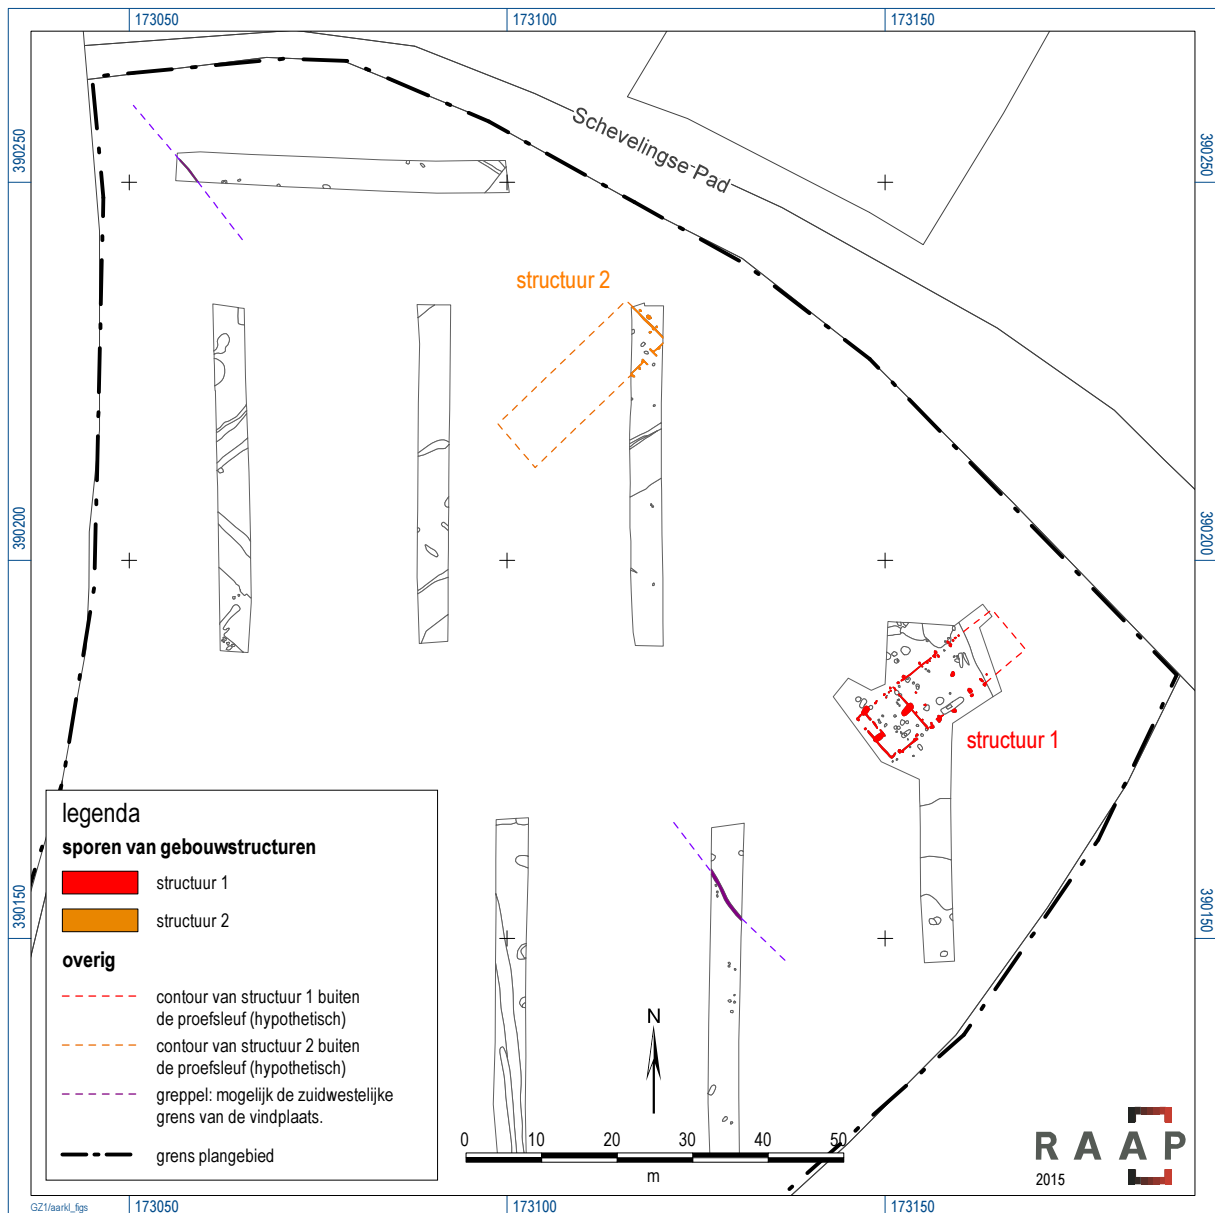 173050
173100
173150
390250
390250
Schevelingse Pad
structuur 2
390200
390200
structuur 1
legenda
sporen van gebouwstructuren
structuur 1
structuur 2
overig
contour van structuur 1 buiten
de proefsleuf (hypothetisch)
contour van structuur 2 buiten
de proefsleuf (hypothetisch)
greppel: mogelijk de zuidwestelijke
grens van de vindplaats.
grens plangebied
390150
390150
N
0 10 20 30 40 50
m
RAAP
2015
GZ1/aarkl_figs
173050
173100
173150